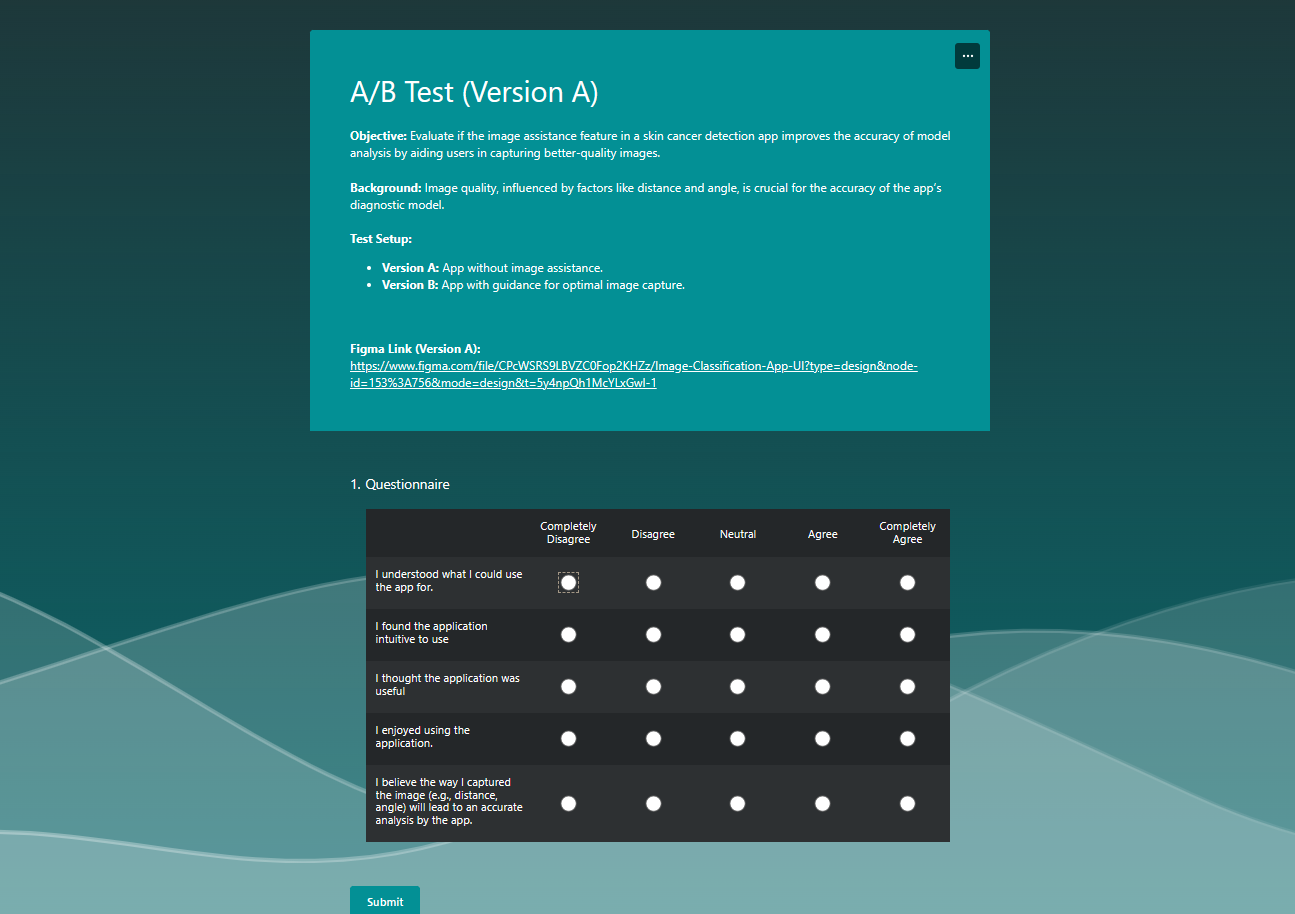 ...
A/B Test (Version A)
Objective: Evaluate if the image assistance feature in a skin cancer detection app improves the accuracy of model
analysis by aiding users in capturing better-quality images.
Background: Image quality, influenced by factors like distance and angle, is crucial for the accuracy of the app's
diagnostic model.
Test Setup:
• Version A: App without image assistance.
• Version B: App with guidance for optimal image capture.
Figma Link (Version A):
https://www.figma.com/file/CPcWSRS9LBVZC0Fop2KHZz/Image-Classification-App-UI?type=design&node-
id=153%3A756&mode=design&t=5y4npQh1McYLxGwl-1
1. Questionnaire
Completely
Disagree
Disagree
Neutral
Agree
Completely
Agree
I understood what I could use
the app for.
I found the application
intuitive to use
I thought the application was
useful
I enjoyed using the
application.
I believe the way I captured
the image (e.g., distance,
angle) will lead to an accurate
analysis by the app.
Submit